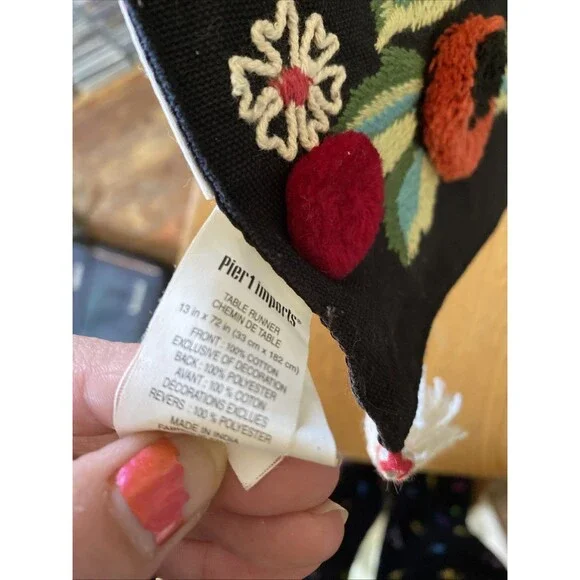 Pier 1 imports™
TABLE RUNNER
CHEMIN DE TABLE
13 in x 72 in (33 cm x 182 cm)
FRONT : 100% COTTON
EXCLUSIVE OF DECORATION
BACK : 100% POLYESTER
AVANT : 100 % COTON
DÉCORATIONS EXCLUES
REVERS : 100 % POLYESTER
MADE IN INDIA